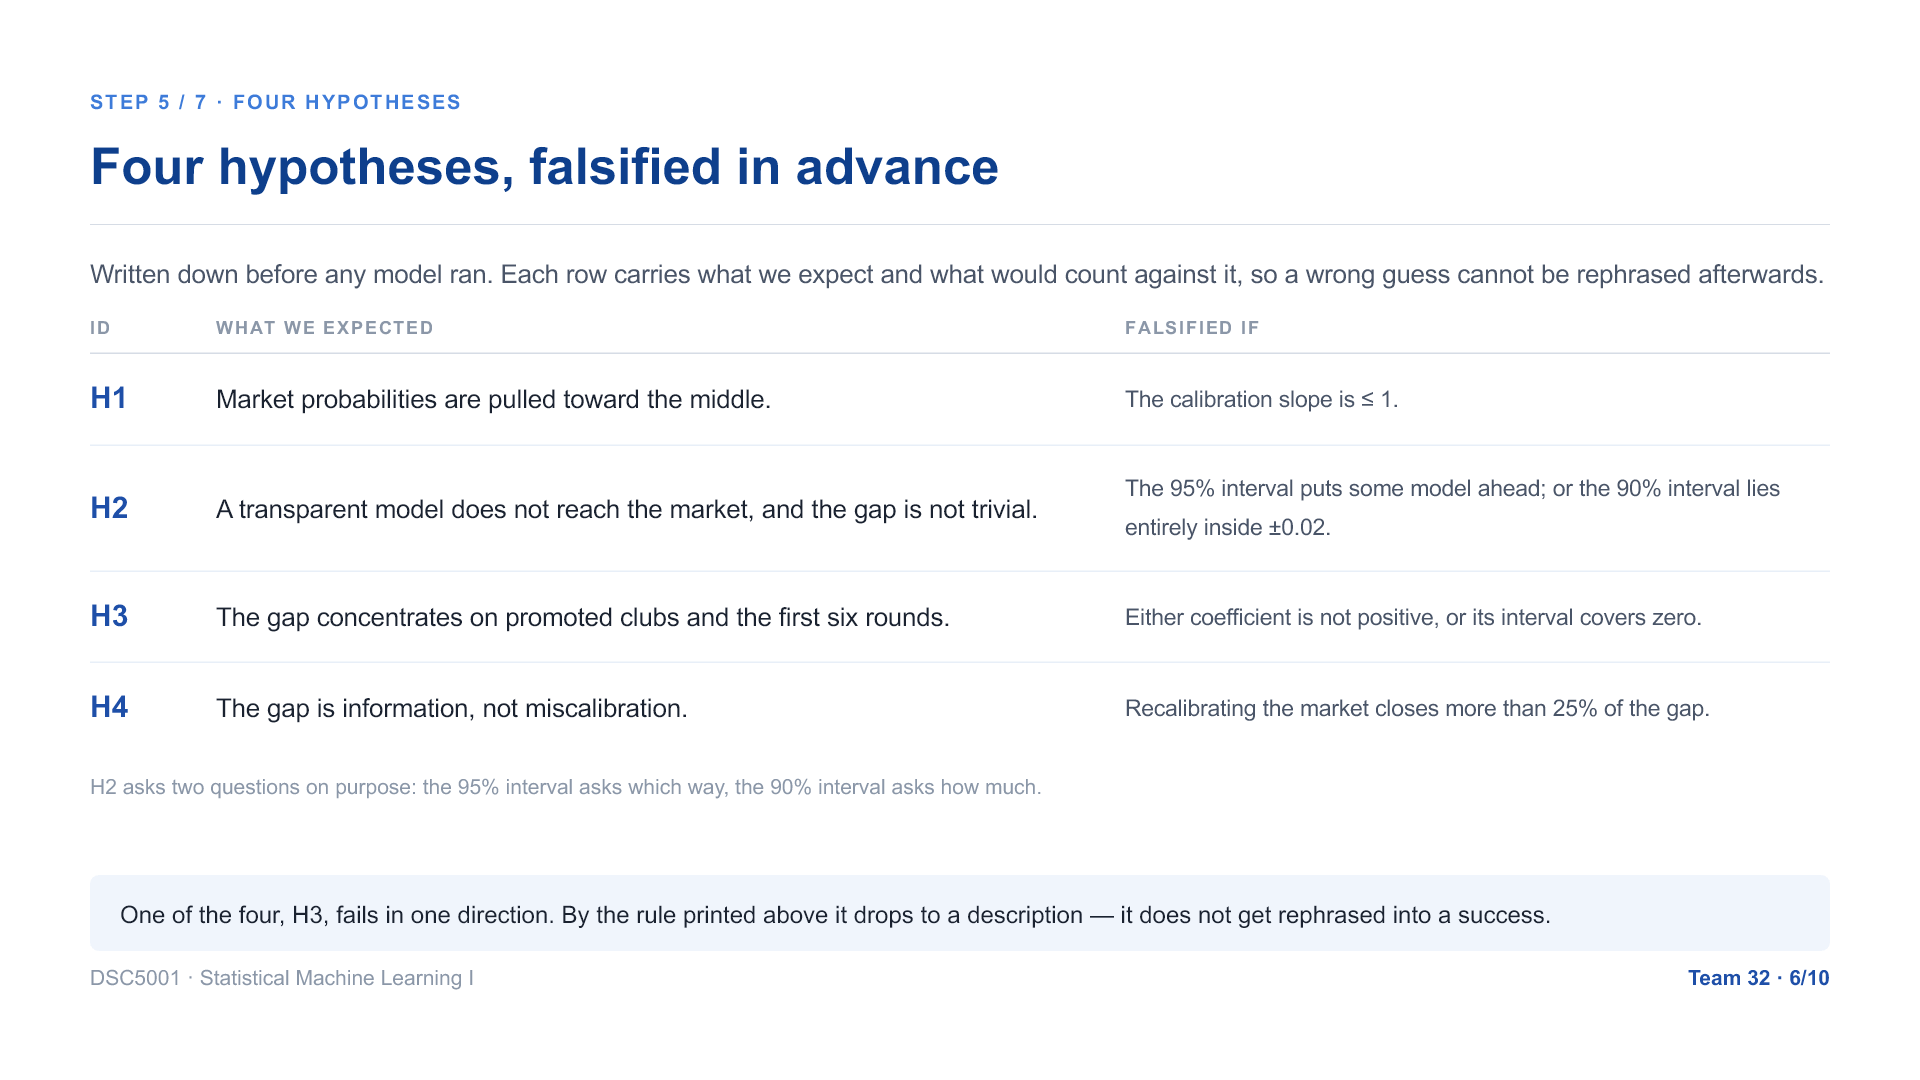 STEP 5 / 7 · FOUR HYPOTHESES
Four hypotheses, falsified in advance
Written down before any model ran. Each row carries what we expect and what would count against it, so a wrong guess cannot be rephrased afterwards.
ID WHAT WE EXPECTED FALSIFIED IF
H1 Market probabilities are pulled toward the middle. The calibration slope is ≤ 1.
H2 A transparent model does not reach the market, and the gap is not trivial. The 95% interval puts some model ahead; or the 90% interval lies
entirely inside ±0.02.
H3 The gap concentrates on promoted clubs and the first six rounds. Either coefficient is not positive, or its interval covers zero.
H4 The gap is information, not miscalibration. Recalibrating the market closes more than 25% of the gap.
H2 asks two questions on purpose: the 95% interval asks which way, the 90% interval asks how much.
One of the four, H3, fails in one direction. By the rule printed above it drops to a description — it does not get rephrased into a success.
DSC5001 · Statistical Machine Learning I Team 32 · 6/10